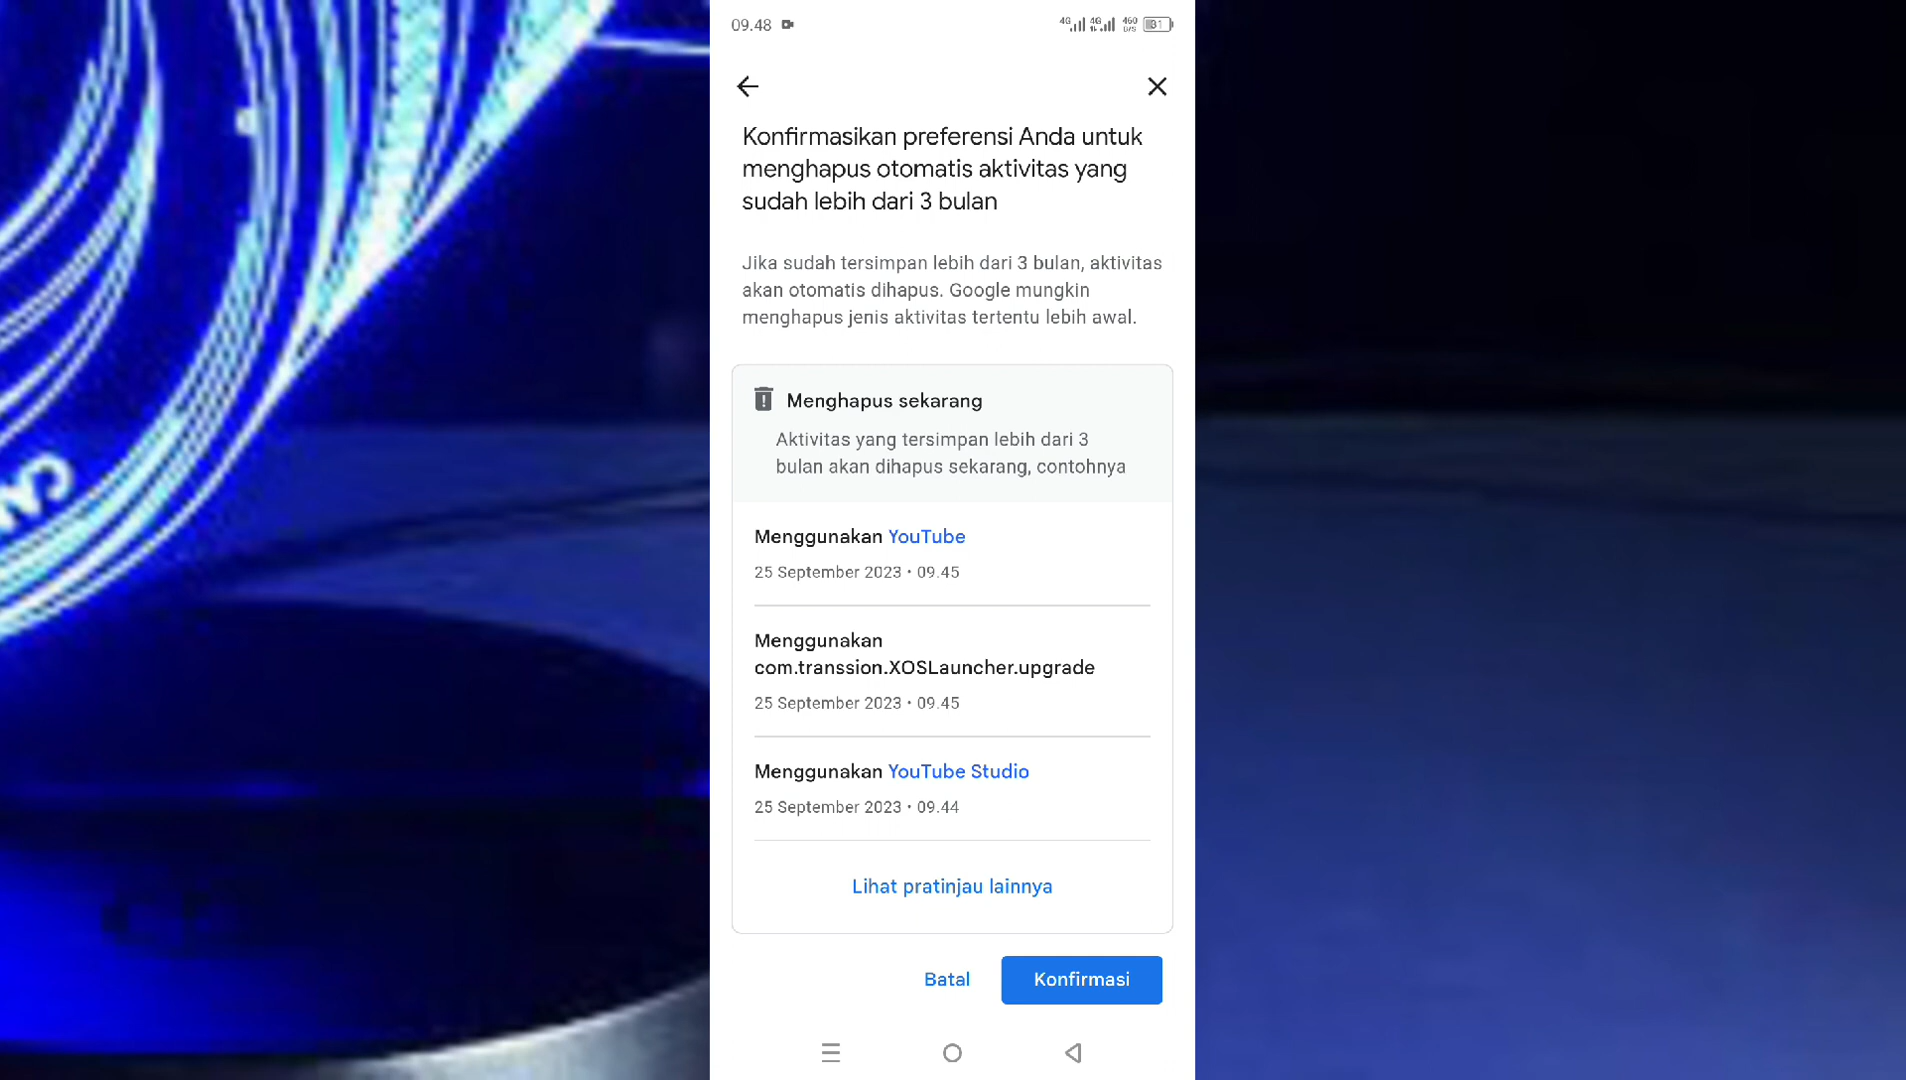 09.48
4G 4G 460 B/S 31
Konfirmasikan preferensi Anda untuk
menghapus otomatis aktivitas yang
sudah lebih dari 3 bulan
Jika sudah tersimpan lebih dari 3 bulan, aktivitas
akan otomatis dihapus. Google mungkin
menghapus jenis aktivitas tertentu lebih awal.
Menghapus sekarang
Aktivitas yang tersimpan lebih dari 3
bulan akan dihapus sekarang, contohnya
Menggunakan YouTube
25 September 2023 • 09.45
Menggunakan
com.transsion.XOSLauncher.upgrade
25 September 2023 • 09.45
Menggunakan YouTube Studio
25 September 2023 • 09.44
Lihat pratinjau lainnya
Batal
Konfirmasi